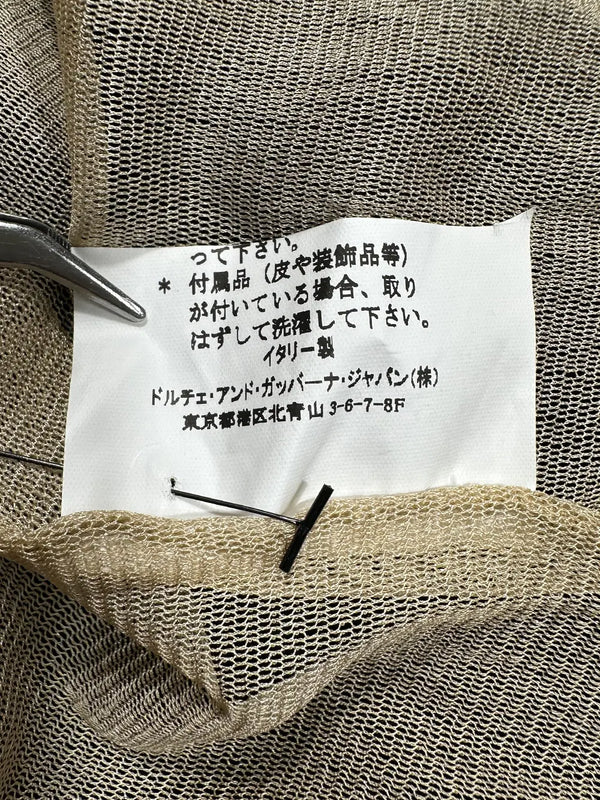 って下さい。
* 付属品（皮や装飾品等）
が付いている場合、取り
はずして洗濯して下さい。
イタリー製
ドルチェ・アンド・ガッバーナ・ジャパン(株)
東京都港区北青山3-6-7-8F